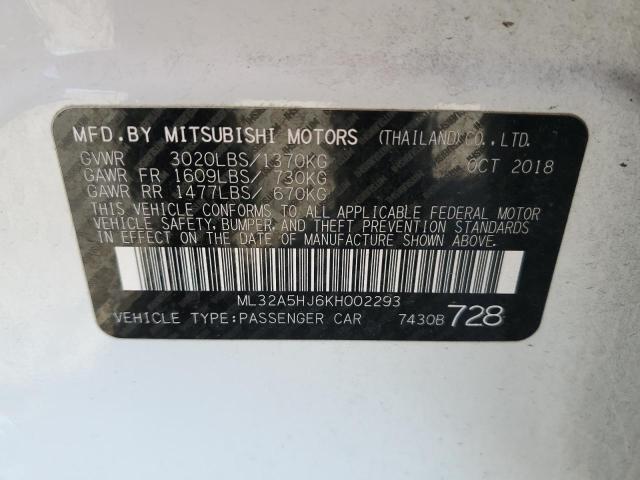 MFD.BY MITSUBISHI MOTORS (THAILAND) CO., LTD.
GVWR 3020LBS/1370KG OCT 2018
GAWR FR 1609LBS/ 730KG
GAWR RR 1477LBS/ 670KG
THIS VEHICLE CONFORMS TO ALL APPLICABLE FEDERAL MOTOR
VEHICLE SAFETY, BUMPER, AND THEFT PREVENTION STANDARDS
IN EFFECT ON THE DATE OF MANUFACTURE SHOWN ABOVE.
ML32A5HJ6KH002293
VEHICLE TYPE:PASSENGER CAR 7430B 728